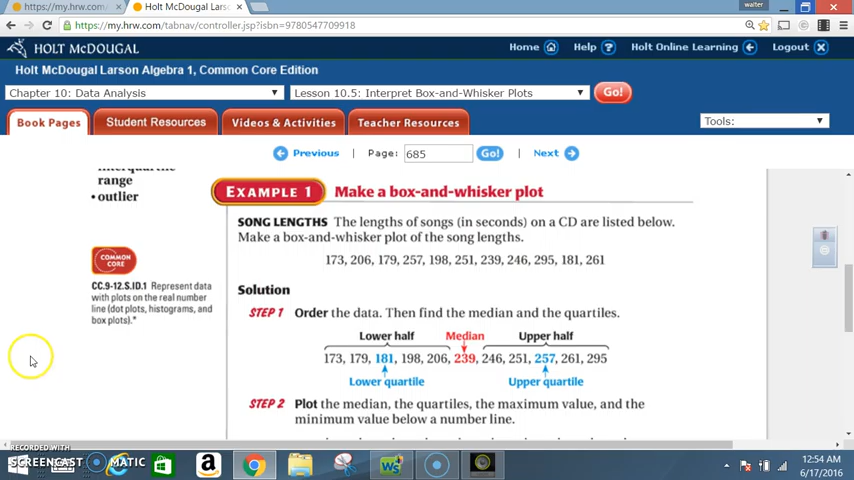 https://my.hrw.com/tabnav/ ×
Holt McDougal Larson ×
walter
https://my.hrw.com/tabnav/controller.jsp?isbn=9780547709918
HOLT McDOUGAL
Home
Help ?
Holt Online Learning
Logout X
Holt McDougal Larson Algebra 1, Common Core Edition
Chapter 10: Data Analysis
Lesson 10.5: Interpret Box-and-Whisker Plots
Go!
Book Pages
Student Resources
Videos & Activities
Teacher Resources
Tools:
Previous | Page: 685 Go! | Next
interquartile
range
• outlier
EXAMPLE 1 Make a box-and-whisker plot
SONG LENGTHS The lengths of songs (in seconds) on a CD are listed below.
Make a box-and-whisker plot of the song lengths.
173, 206, 179, 257, 198, 251, 239, 246, 295, 181, 261
COMMON
CORE
CC.9-12.S.ID.1 Represent data
with plots on the real number
line (dot plots, histograms, and
box plots).*
Solution
STEP 1 Order the data. Then find the median and the quartiles.
Lower half Median Upper half
173, 179, 181, 198, 206, 239, 246, 251, 257, 261, 295
Lower quartile Upper quartile
STEP 2 Plot the median, the quartiles, the maximum value, and the
minimum value below a number line.
RECORDED WITH
SCREENCAST MATIC
12:54 AM
6/17/2016